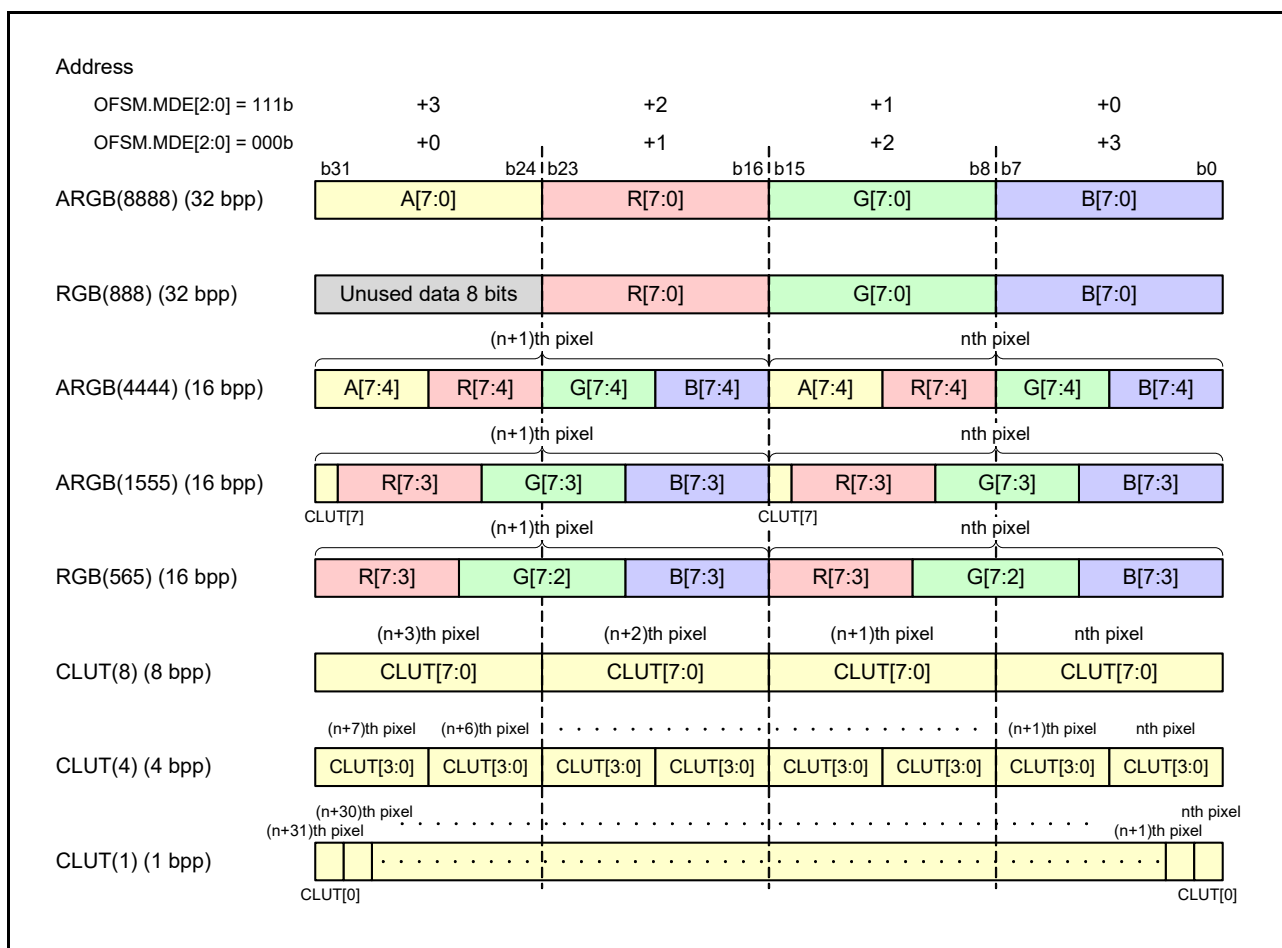 Address
OFSM.MDE[2:0] = 111b +3 +2 +1 +0
OFSM.MDE[2:0] = 000b +0 +1 +2 +3
b31 b24 b23 b16 b15 b8 b7 b0
ARGB(8888) (32 bpp) A[7:0] R[7:0] G[7:0] B[7:0]
RGB(888) (32 bpp) Unused data 8 bits R[7:0] G[7:0] B[7:0]
(n+1)th pixel nth pixel
ARGB(4444) (16 bpp) A[7:4] R[7:4] G[7:4] B[7:4] A[7:4] R[7:4] G[7:4] B[7:4]
(n+1)th pixel nth pixel
ARGB(1555) (16 bpp) R[7:3] G[7:3] B[7:3] R[7:3] G[7:3] B[7:3]
CLUT[7] CLUT[7]
(n+1)th pixel nth pixel
RGB(565) (16 bpp) R[7:3] G[7:2] B[7:3] R[7:3] G[7:2] B[7:3]
(n+3)th pixel (n+2)th pixel (n+1)th pixel nth pixel
CLUT(8) (8 bpp) CLUT[7:0] CLUT[7:0] CLUT[7:0] CLUT[7:0]
(n+7)th pixel (n+6)th pixel (n+1)th pixel nth pixel
CLUT(4) (4 bpp) CLUT[3:0] CLUT[3:0] CLUT[3:0] CLUT[3:0] CLUT[3:0] CLUT[3:0] CLUT[3:0] CLUT[3:0]
(n+30)th pixel nth pixel
(n+31)th pixel (n+1)th pixel
CLUT(1) (1 bpp)
CLUT[0] CLUT[0]